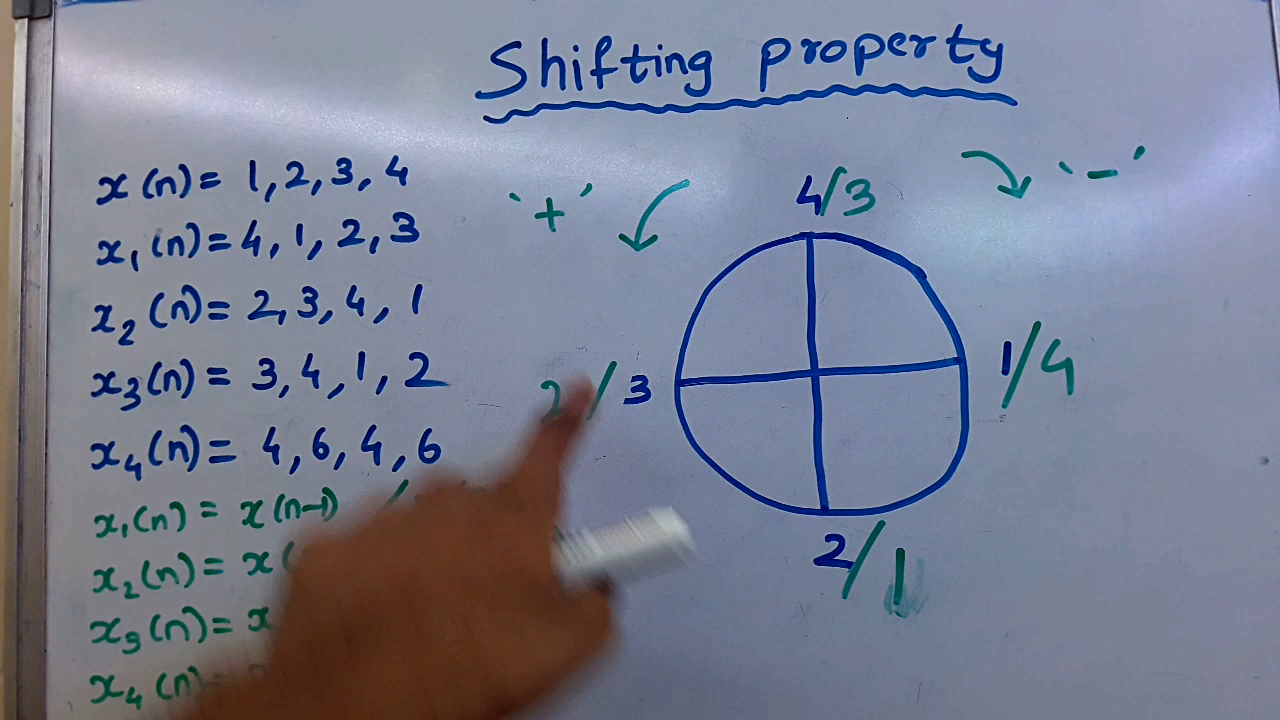 Shifting property
x(n) = 1, 2, 3, 4
x₁(n) = 4, 1, 2, 3
x₂(n) = 2, 3, 4, 1
x₃(n) = 3, 4, 1, 2
x₄(n) = 4, 6, 4, 6
x₁(n) = x(n-1)
x₂(n) = x(
x₃(n) = x
x₄(n) =
'+'
'-'
4/3
1/4
2/3
2/1